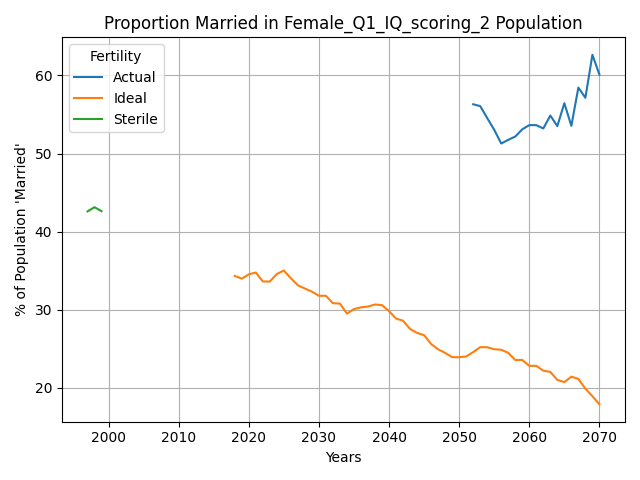 Proportion Married in Female_Q1_IQ_scoring_2 Population
Fertility
Actual
Ideal
Sterile
% of Population 'Married'
60
50
40
30
20
2000 2010 2020 2030 2040 2050 2060 2070
Years